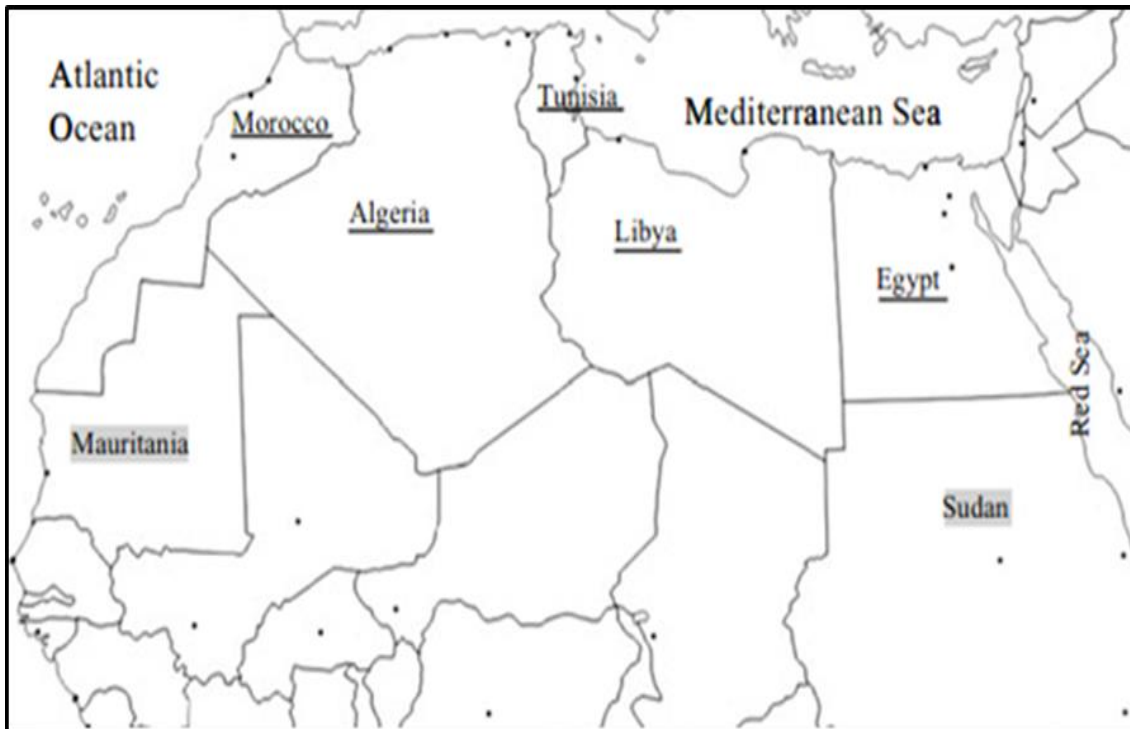 Atlantic
Ocean
Morocco
Tunisia
Mediterranean Sea
Algeria
Libya
Egypt
Red Sea
Mauritania
Sudan